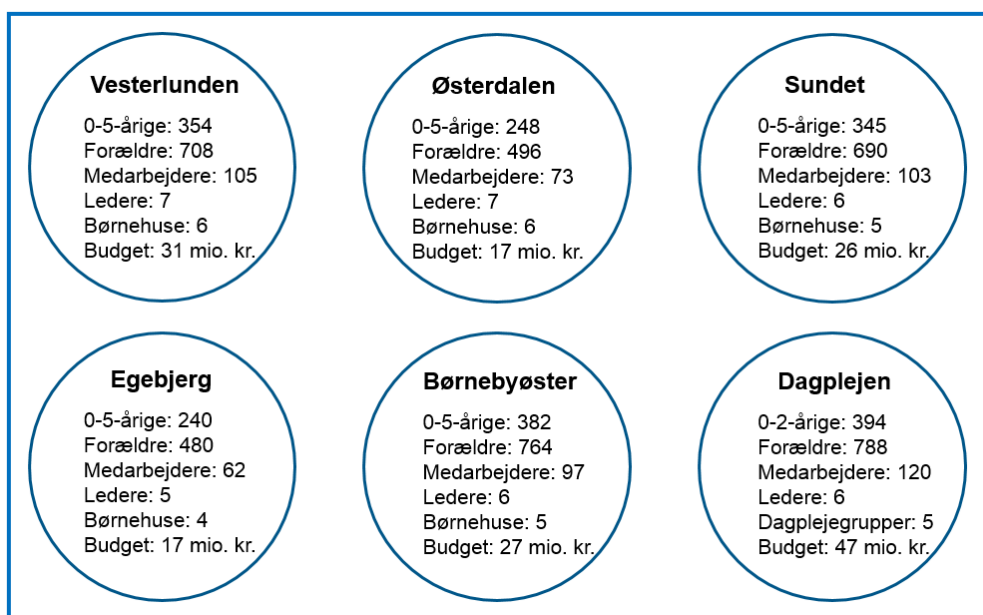 Vesterlunden
0-5-årige: 354
Forældre: 708
Medarbejdere: 105
Ledere: 7
Børnehuse: 6
Budget: 31 mio. kr.
Østerdalen
0-5-årige: 248
Forældre: 496
Medarbejdere: 73
Ledere: 7
Børnehuse: 6
Budget: 17 mio. kr.
Sundet
0-5-årige: 345
Forældre: 690
Medarbejdere: 103
Ledere: 6
Børnehuse: 5
Budget: 26 mio. kr.
Egebjerg
0-5-årige: 240
Forældre: 480
Medarbejdere: 62
Ledere: 5
Børnehuse: 4
Budget: 17 mio. kr.
Børnebyøster
0-5-årige: 382
Forældre: 764
Medarbejdere: 97
Ledere: 6
Børnehuse: 5
Budget: 27 mio. kr.
Dagplejen
0-2-årige: 394
Forældre: 788
Medarbejdere: 120
Ledere: 6
Dagplejegrupper: 5
Budget: 47 mio. kr.